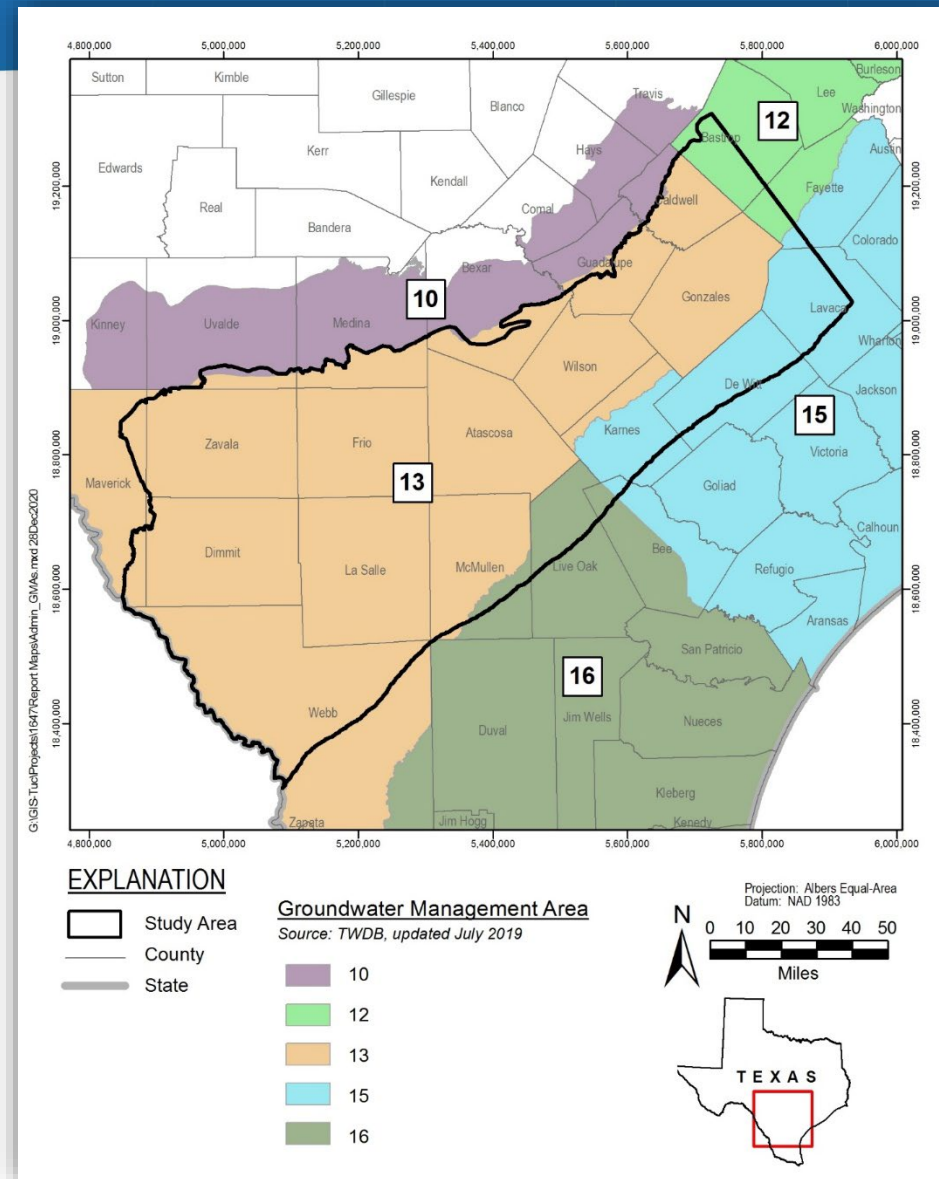 4,800,000 5,000,000 5,200,000 5,400,000 5,600,000 5,800,000 6,000,000
Sutton Kimble Gillespie Blanco Travis Lee Burleson
Washington
12
Bastrop
Austin
Hays
Edwards Kerr
Kendall
Fayette
Real
Comal
Caldwell
19,200,000 19,200,000
Bandera
Colorado
Bexar Guadalupe
10
Gonzales
Lavaca
Kinney Uvalde Medina
19,000,000 19,000,000
Wharton
Wilson
De Witt
Jackson
15
Zavala Frio Atascosa Karnes
Victoria
18,800,000 18,800,000
Maverick
13
Goliad
Calhoun
Dimmit
La Salle McMullen Live Oak Bee
Refugio
18,600,000 18,600,000
Aransas
San Patricio
16
Webb
Duval Jim Wells Nueces
18,400,000 18,400,000
Kleberg
Zapata Jim Hogg Kenedy
4,800,000 5,000,000 5,200,000 5,400,000 5,600,000 5,800,000 6,000,000
G:\GIS-Tuc\Projects\1647\Report Maps\Admin_GMAs.mxd 28Dec2020
EXPLANATION
Study Area
County
State
Groundwater Management Area
Source: TWDB, updated July 2019
10
12
13
15
16
Projection: Albers Equal-Area
Datum: NAD 1983
N
0 10 20 30 40 50
Miles
TEXAS